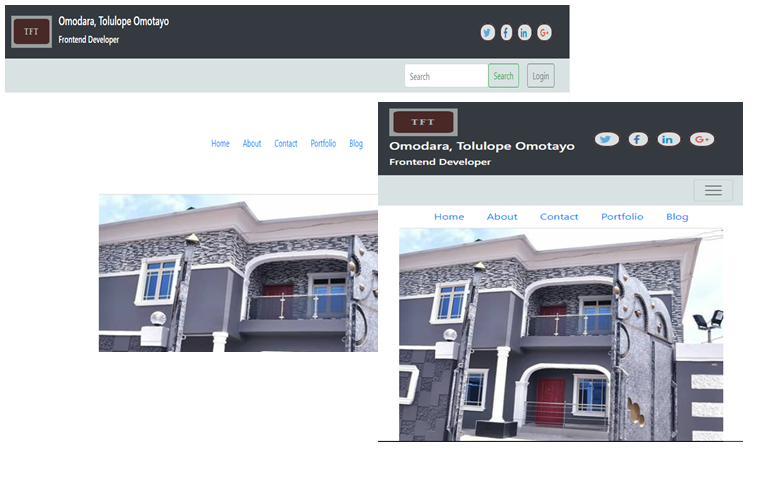 TFT
Omodara, Tolulope Omotayo
Frontend Developer
Search Search Login
Home About Contact Portfolio Blog
TFT
Omodara, Tolulope Omotayo
Frontend Developer
Home About Contact Portfolio Blog